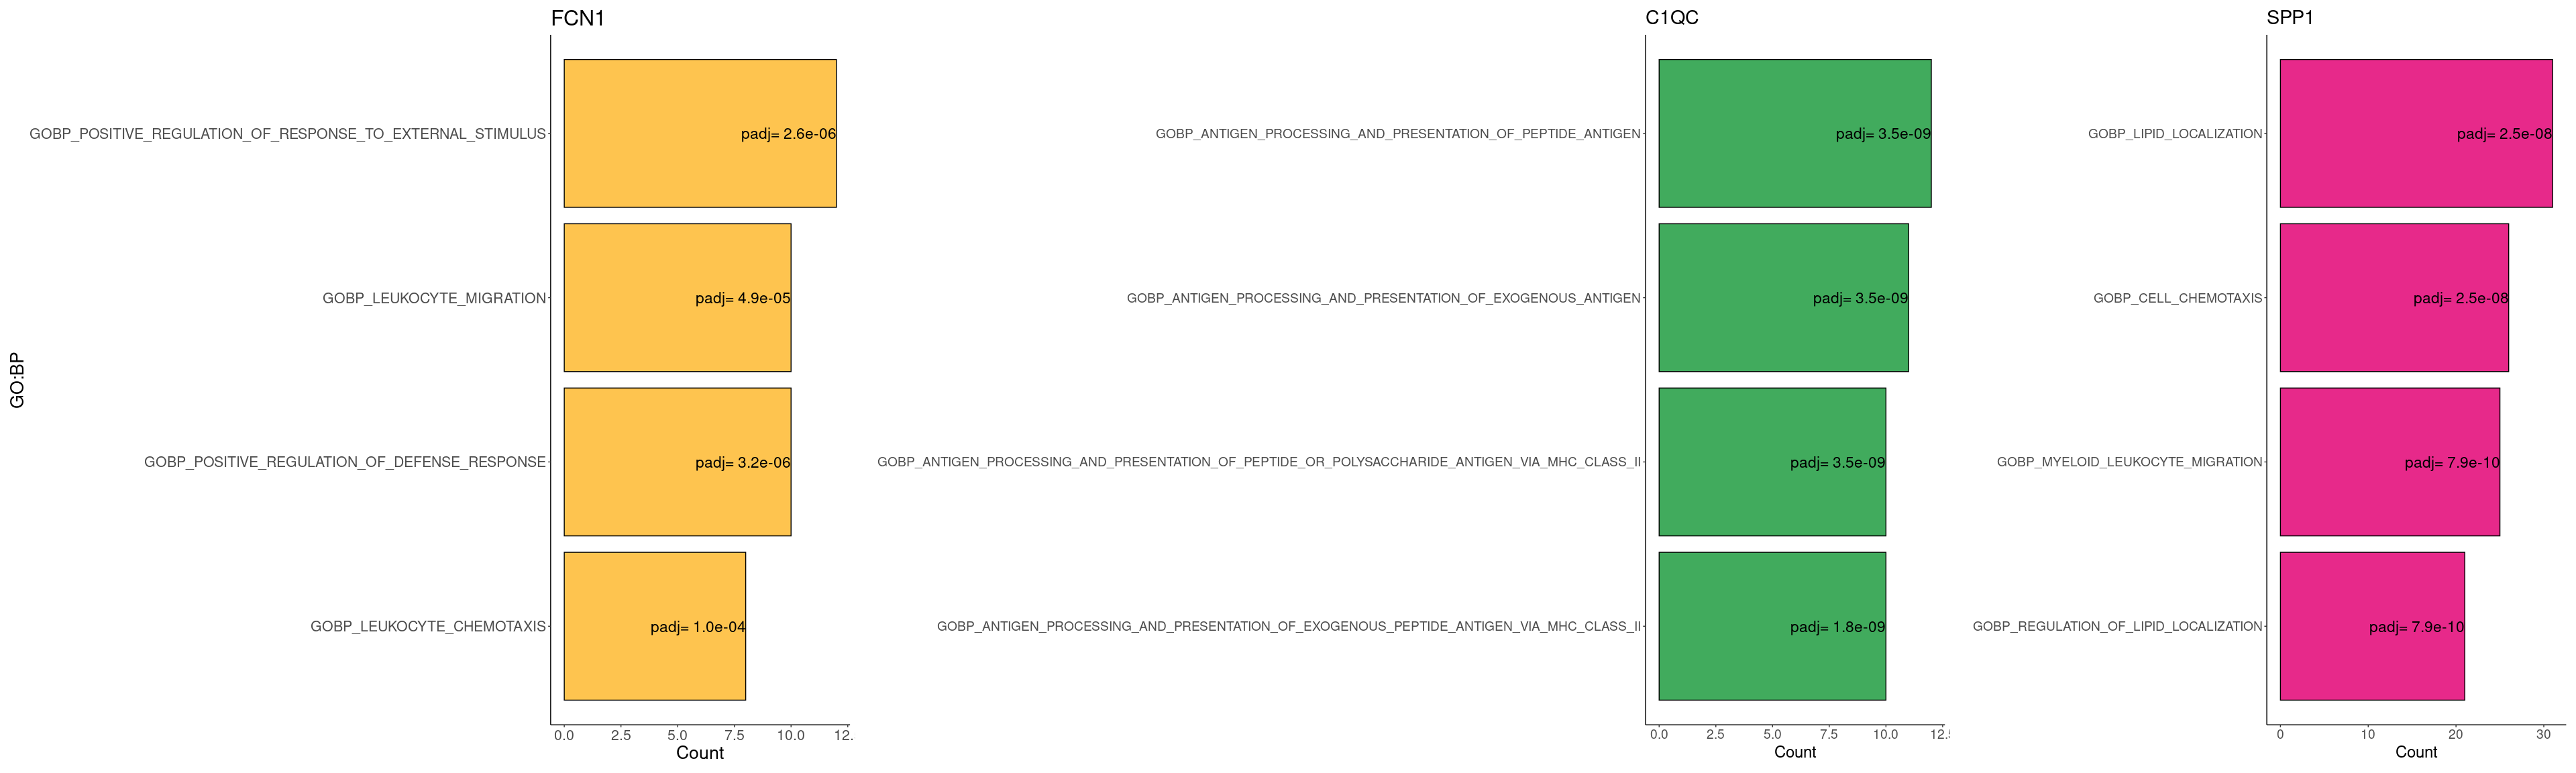 FCN1
GO:BP
GOBP_POSITIVE_REGULATION_OF_RESPONSE_TO_EXTERNAL_STIMULUS
padj= 2.6e-06
GOBP_LEUKOCYTE_MIGRATION
padj= 4.9e-05
GOBP_POSITIVE_REGULATION_OF_DEFENSE_RESPONSE
padj= 3.2e-06
GOBP_LEUKOCYTE_CHEMOTAXIS
padj= 1.0e-04
0.0 2.5 5.0 7.5 10.0 12.
Count
C1QC
GOBP_ANTIGEN_PROCESSING_AND_PRESENTATION_OF_PEPTIDE_ANTIGEN
padj= 3.5e-09
GOBP_ANTIGEN_PROCESSING_AND_PRESENTATION_OF_EXOGENOUS_ANTIGEN
padj= 3.5e-09
GOBP_ANTIGEN_PROCESSING_AND_PRESENTATION_OF_PEPTIDE_OR_POLYSACCHARIDE_ANTIGEN_VIA_MHC_CLASS_II
padj= 3.5e-09
GOBP_ANTIGEN_PROCESSING_AND_PRESENTATION_OF_EXOGENOUS_PEPTIDE_ANTIGEN_VIA_MHC_CLASS_II
padj= 1.8e-09
0.0 2.5 5.0 7.5 10.0 12.5
Count
SPP1
GOBP_LIPID_LOCALIZATION
padj= 2.5e-08
GOBP_CELL_CHEMOTAXIS
padj= 2.5e-08
GOBP_MYELOID_LEUKOCYTE_MIGRATION
padj= 7.9e-10
GOBP_REGULATION_OF_LIPID_LOCALIZATION
padj= 7.9e-10
0 10 20 30
Count